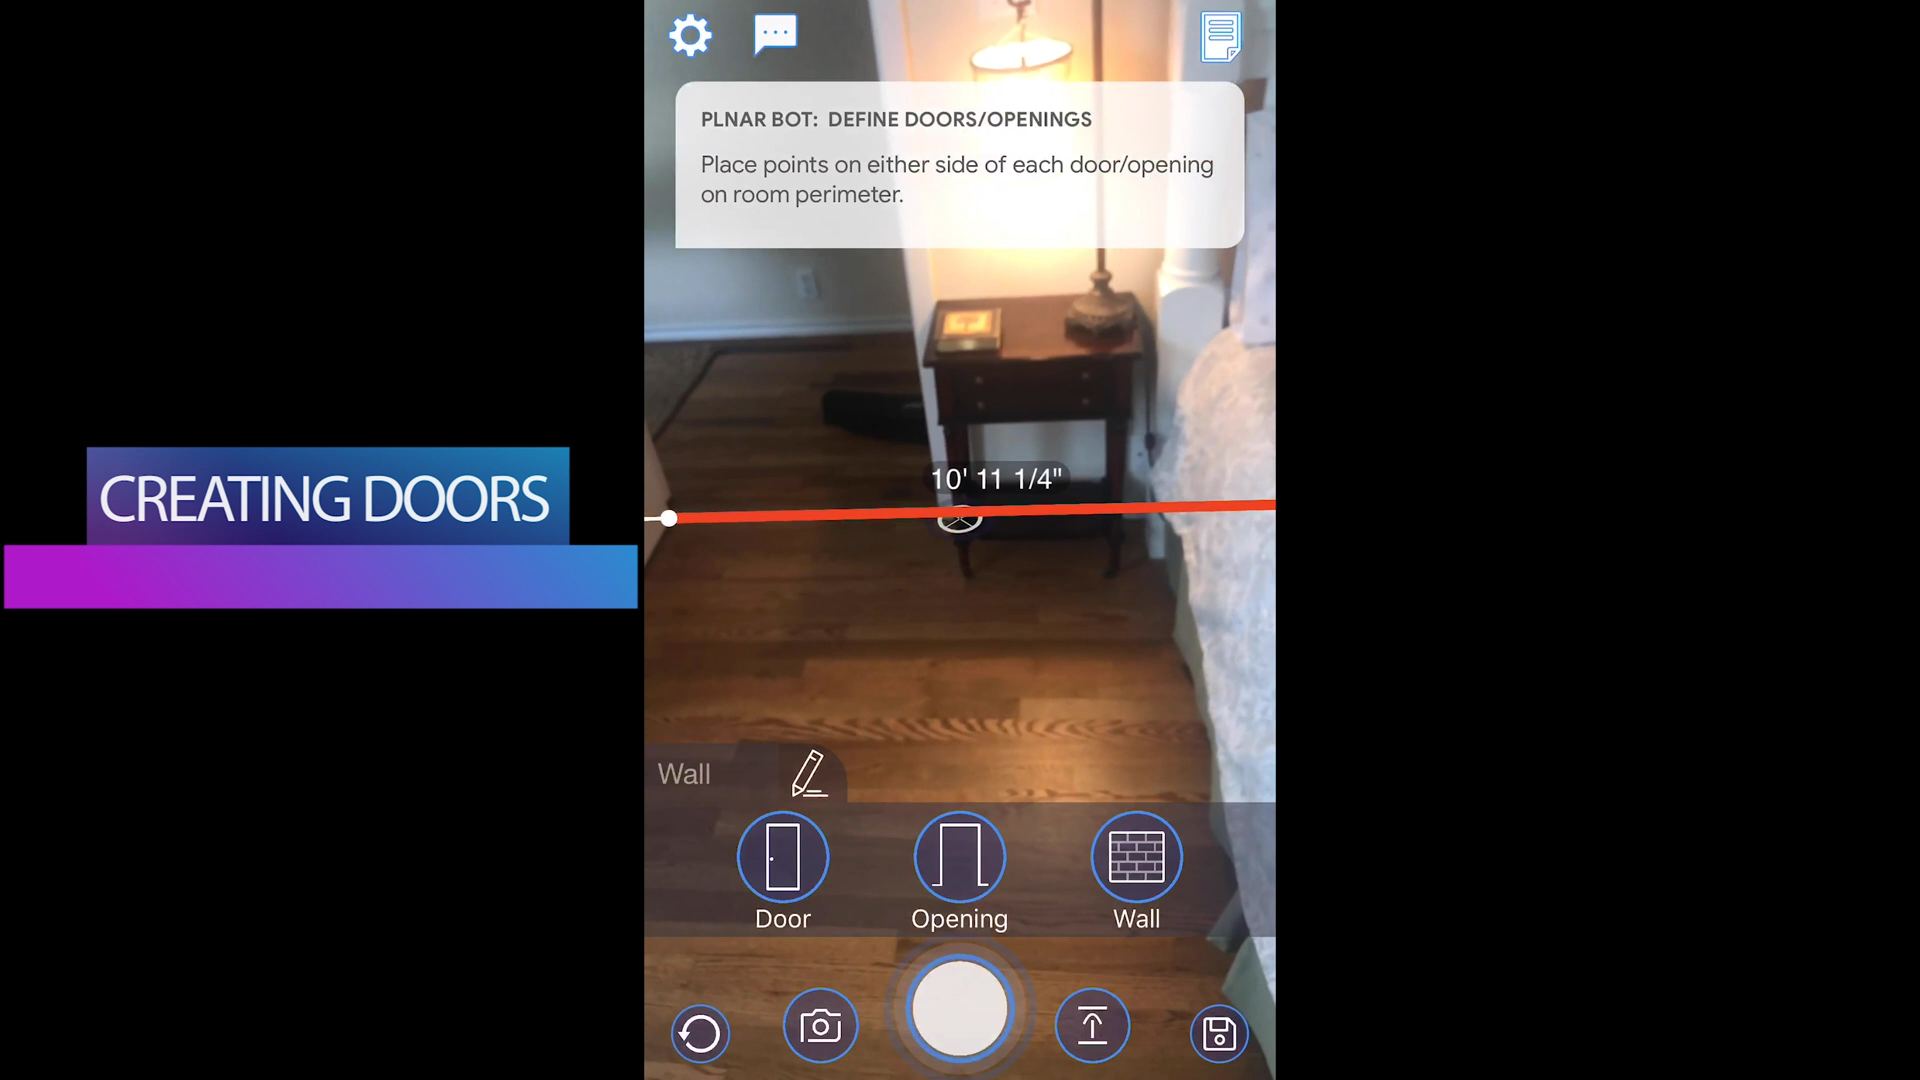 PLNAR BOT: DEFINE DOORS/OPENINGS
Place points on either side of each door/opening
on room perimeter.
CREATING DOORS
10' 11 1/4"
Wall
Door
Opening
Wall